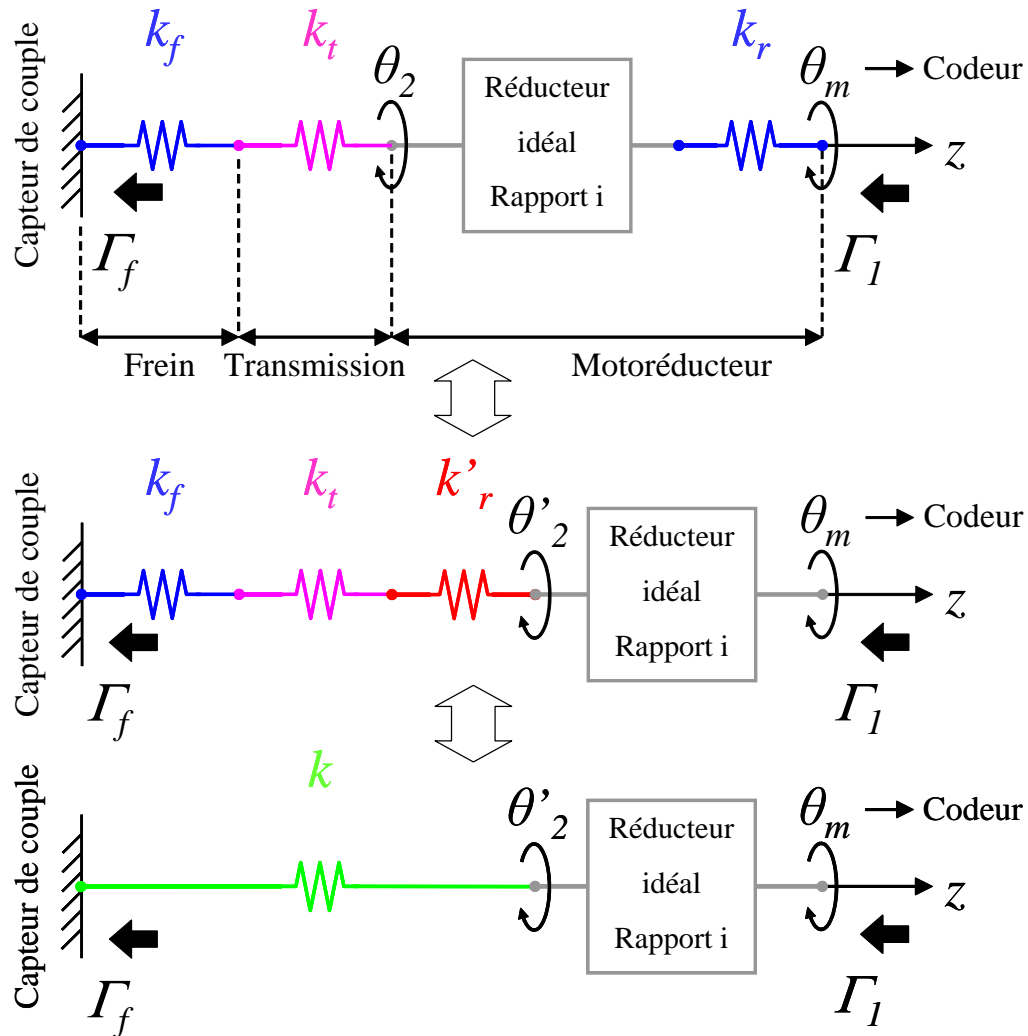 Capteur de couple
k_f
k_t
k_r
θ_2
θ_m
Codeur
Réducteur
idéal
Rapport i
z
Γ_f
Γ_1
Frein
Transmission
Motoréducteur
Capteur de couple
k_f
k_t
k'_r
θ'_2
θ_m
Codeur
Réducteur
idéal
Rapport i
z
Γ_f
Γ_1
Capteur de couple
k
θ'_2
θ_m
Codeur
Réducteur
idéal
Rapport i
z
Γ_f
Γ_1